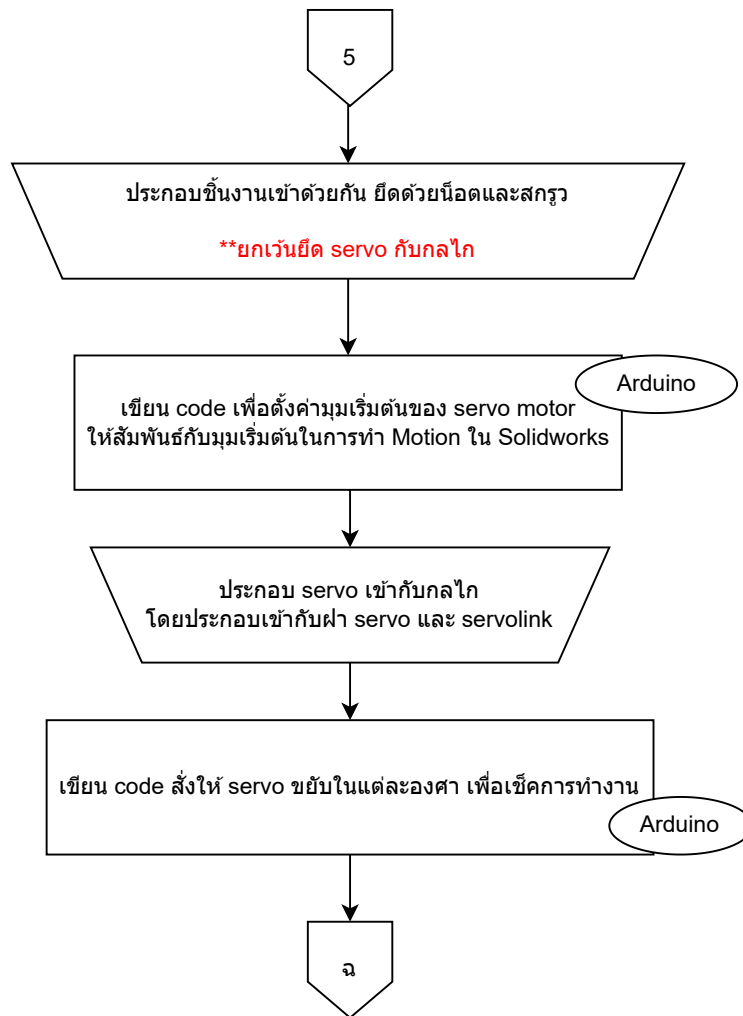 5
ประกอบชิ้นงานเข้าด้วยกัน ยึดด้วยน็อตและสกรูว
**ยกเว้นยึด servo กับกลไก
Arduino
เขียน code เพื่อตั้งค่ามุมเริ่มต้นของ servo motor
ให้สัมพันธ์กับมุมเริ่มต้นในการทำ Motion ใน Solidworks
ประกอบ servo เข้ากับกลไก
โดยประกอบเข้ากับฝา servo และ servolink
เขียน code สั่งให้ servo ขยับในแต่ละองศา เพื่อเช็คการทำงาน
Arduino
ฉ